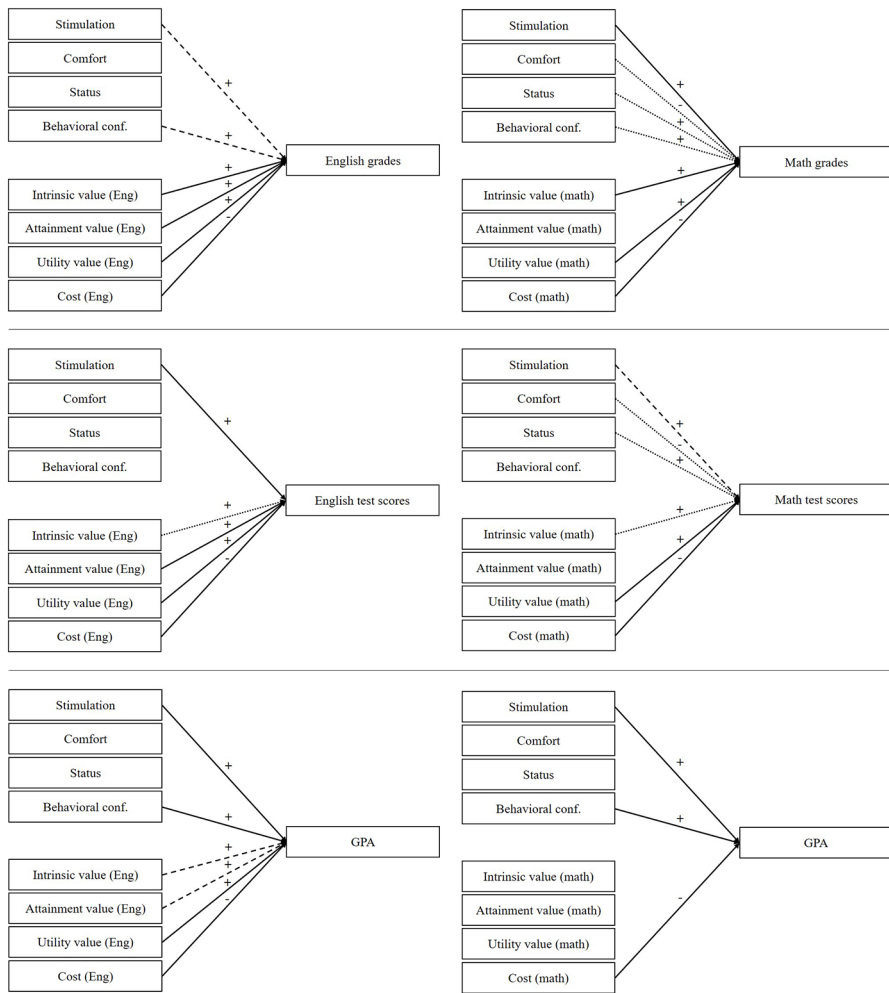 Stimulation
Comfort
Status
Behavioral conf.
+
+
+
+
+
-
English grades
Intrinsic value (Eng)
Attainment value (Eng)
Utility value (Eng)
Cost (Eng)
Stimulation
Comfort
Status
Behavioral conf.
+
-
+
+
+
+
-
Math grades
Intrinsic value (math)
Attainment value (math)
Utility value (math)
Cost (math)
Stimulation
Comfort
Status
Behavioral conf.
+
+
+
+
-
English test scores
Intrinsic value (Eng)
Attainment value (Eng)
Utility value (Eng)
Cost (Eng)
Stimulation
Comfort
Status
Behavioral conf.
+
-
+
+
+
-
Math test scores
Intrinsic value (math)
Attainment value (math)
Utility value (math)
Cost (math)
Stimulation
Comfort
Status
Behavioral conf.
+
+
+
+
+
-
GPA
Intrinsic value (Eng)
Attainment value (Eng)
Utility value (Eng)
Cost (Eng)
Stimulation
Comfort
Status
Behavioral conf.
+
+
-
GPA
Intrinsic value (math)
Attainment value (math)
Utility value (math)
Cost (math)